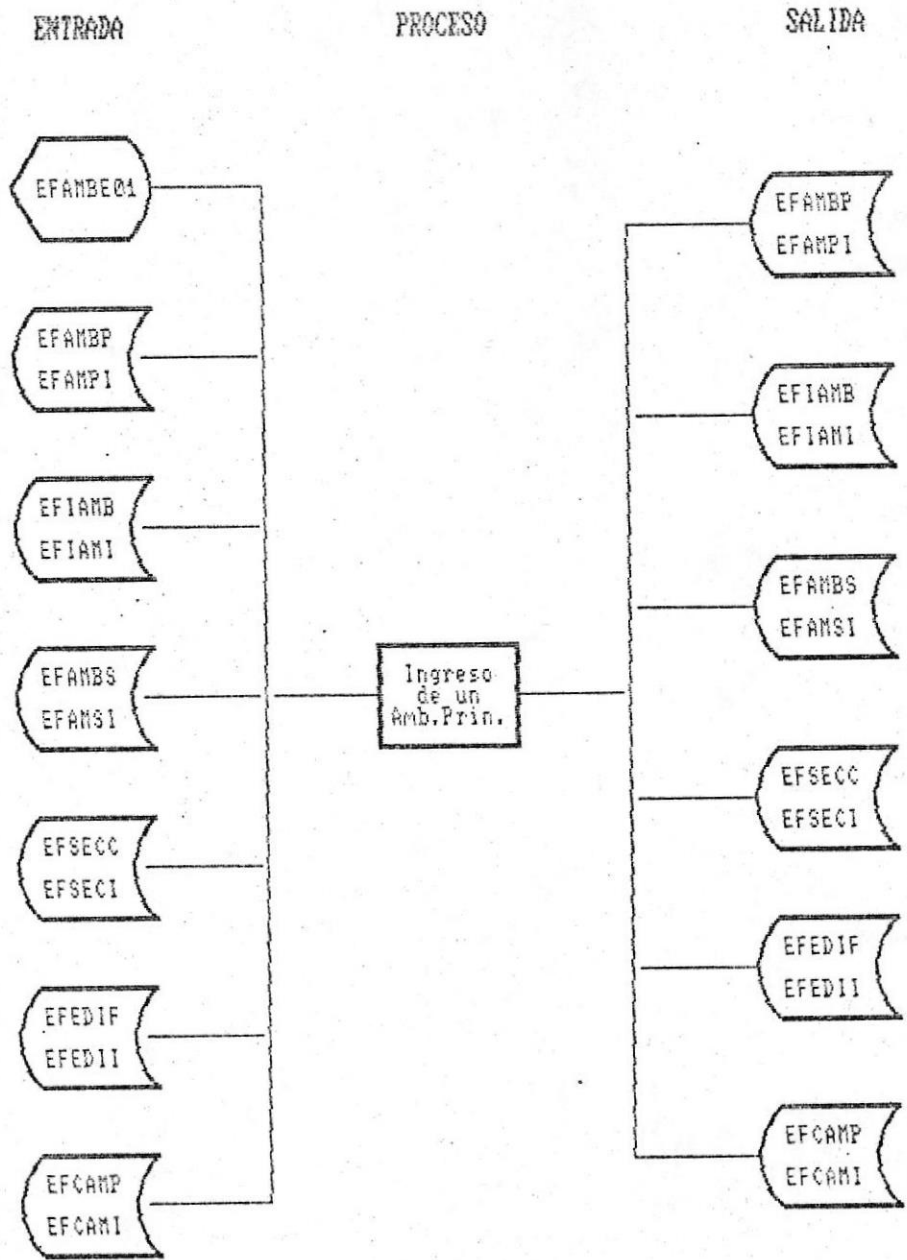 ENTRADA
PROCESO
SALIDA
EFAMBE01
EFAMBP
EFAMPI
EFIAMB
EFIAMI
EFAMBS
EFAMSI
EFSECC
EFSECI
EFEDIF
EFEDII
EFCAMP
EFCAMI
Ingreso
de un
Amb.Prin.
EFAMBP
EFAMPI
EFIAMB
EFIAMI
EFAMBS
EFAMSI
EFSECC
EFSECI
EFEDIF
EFEDII
EFCAMP
EFCAMI